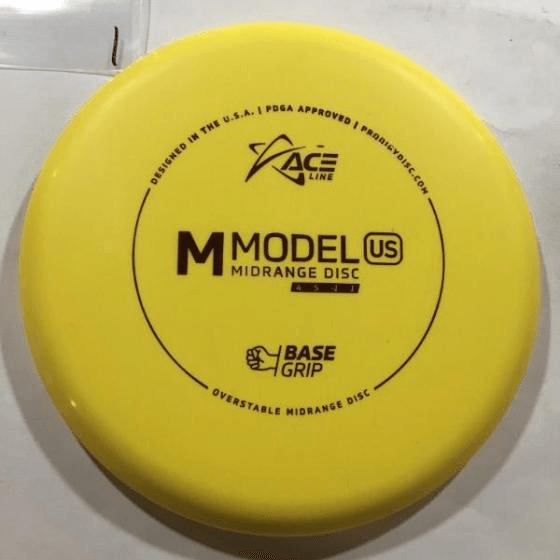 DESIGNED IN THE U.S.A. | PDGA APPROVED | PRODIGYDISC.COM
ACE
LINE
M MODEL US
MIDRANGE DISC
BASE
GRIP
OVERSTABLE MIDRANGE DISC